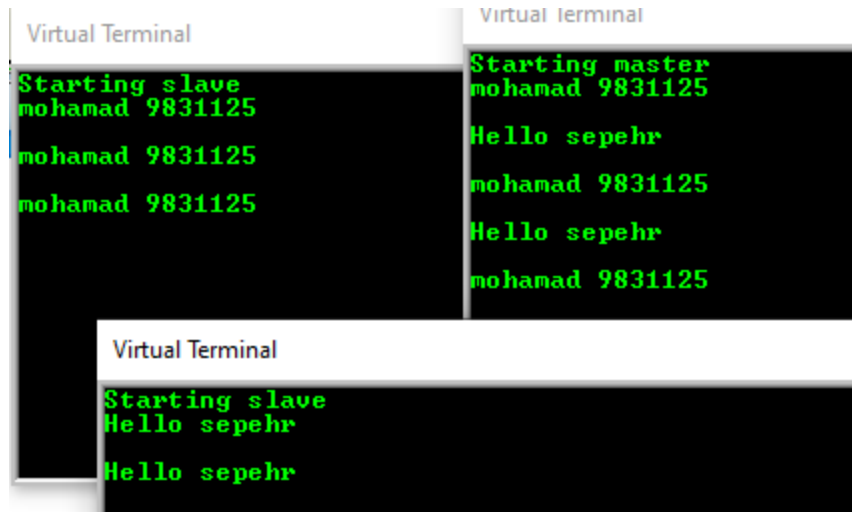 Virtual Terminal
Starting slave
mohamad 9831125
mohamad 9831125
mohamad 9831125
Virtual Terminal
Starting master
mohamad 9831125
Hello sepehr
mohamad 9831125
Hello sepehr
mohamad 9831125
Virtual Terminal
Starting slave
Hello sepehr
Hello sepehr